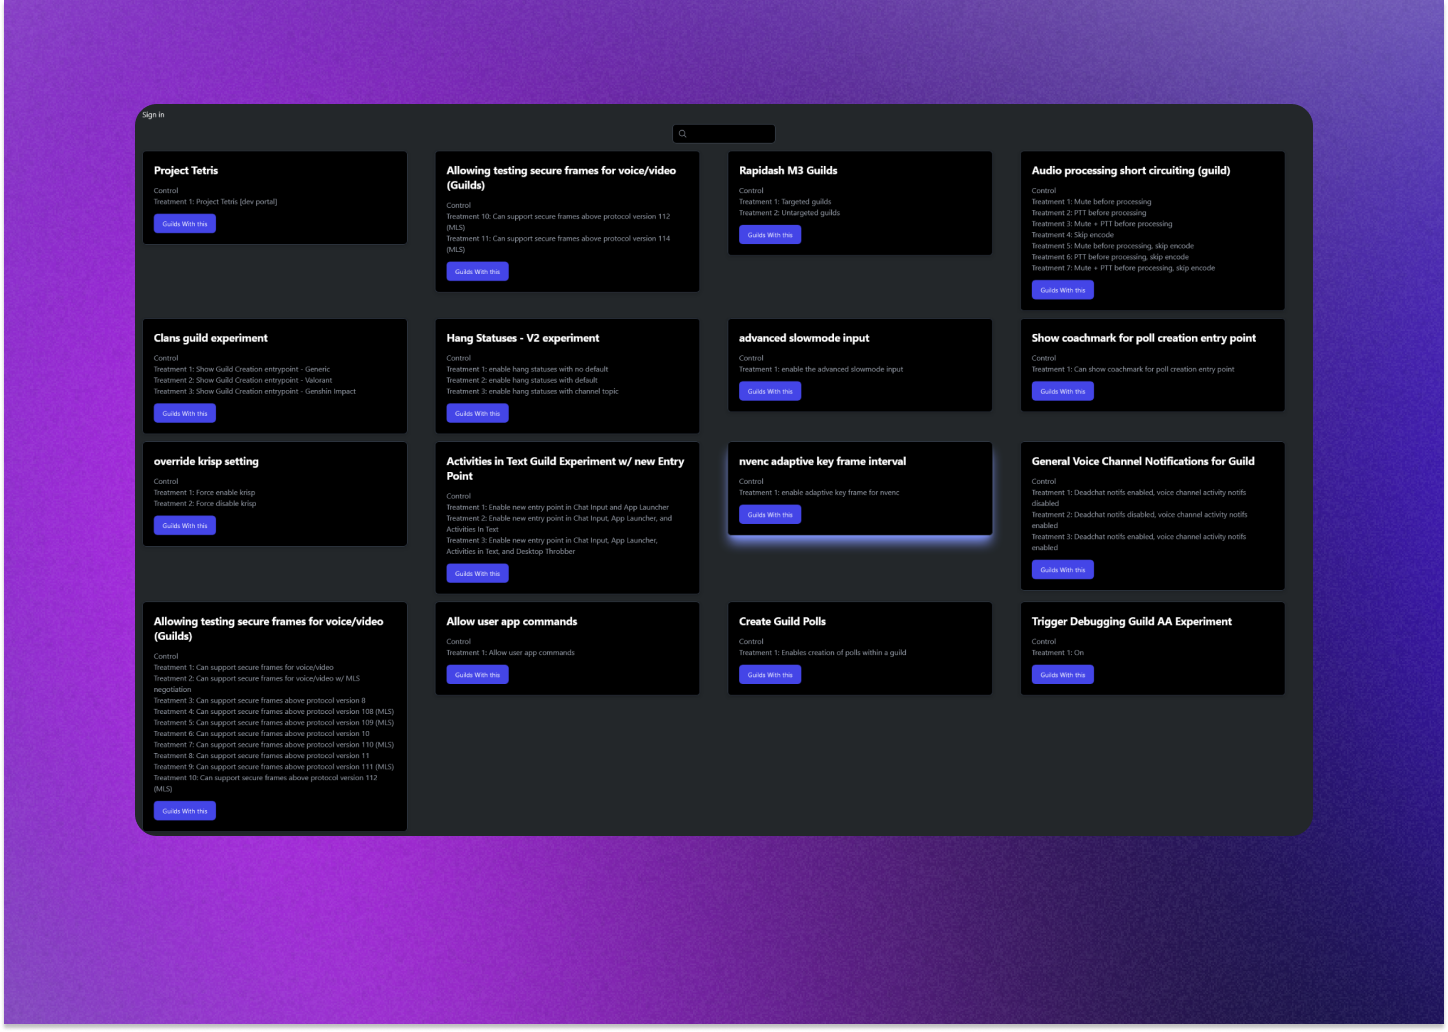 Sign in
Project Tetris
Control
Treatment 1: Project Tetris [dev portal]
Guilds With this
Allowing testing secure frames for voice/video
(Guilds)
Control
Treatment 10: Can support secure frames above protocol version 112
(MLS)
Treatment 11: Can support secure frames above protocol version 114
(MLS)
Guilds With this
Rapidash M3 Guilds
Control
Treatment 1: Targeted guilds
Treatment 2: Untargeted guilds
Guilds With this
Audio processing short circuiting (guild)
Control
Treatment 1: Mute before processing
Treatment 2: PTT before processing
Treatment 3: Mute + PTT before processing
Treatment 4: Skip encode
Treatment 5: Mute before processing, skip encode
Treatment 6: PTT before processing, skip encode
Treatment 7: Mute + PTT before processing, skip encode
Guilds With this
Clans guild experiment
Control
Treatment 1: Show Guild Creation entrypoint - Generic
Treatment 2: Show Guild Creation entrypoint - Valorant
Treatment 3: Show Guild Creation entrypoint - Genshin Impact
Guilds With this
Hang Statuses - V2 experiment
Control
Treatment 1: enable hang statuses with no default
Treatment 2: enable hang statuses with default
Treatment 3: enable hang statuses with channel topic
Guilds With this
advanced slowmode input
Control
Treatment 1: enable the advanced slowmode input
Guilds With this
Show coachmark for poll creation entry point
Control
Treatment 1: Can show coachmark for poll creation entry point
Guilds With this
override krisp setting
Control
Treatment 1: Force enable krisp
Treatment 2: Force disable krisp
Guilds With this
Activities in Text Guild Experiment w/ new Entry
Point
Control
Treatment 1: Enable new entry point in Chat Input and App Launcher
Treatment 2: Enable new entry point in Chat Input, App Launcher, and
Activities In Text
Treatment 3: Enable new entry point in Chat Input, App Launcher,
Activities in Text, and Desktop Throbber
Guilds With this
nvenc adaptive key frame interval
Control
Treatment 1: enable adaptive key frame for nvenc
Guilds With this
General Voice Channel Notifications for Guild
Control
Treatment 1: Deadchat notifs enabled, voice channel activity notifs
disabled
Treatment 2: Deadchat notifs disabled, voice channel activity notifs
enabled
Treatment 3: Deadchat notifs enabled, voice channel activity notifs
enabled
Guilds With this
Allowing testing secure frames for voice/video
(Guilds)
Control
Treatment 1: Can support secure frames for voice/video
Treatment 2: Can support secure frames for voice/video w/ MLS
negotiation
Treatment 3: Can support secure frames above protocol version 8
Treatment 4: Can support secure frames above protocol version 108 (MLS)
Treatment 5: Can support secure frames above protocol version 109 (MLS)
Treatment 6: Can support secure frames above protocol version 10
Treatment 7: Can support secure frames above protocol version 110 (MLS)
Treatment 8: Can support secure frames above protocol version 11
Treatment 9: Can support secure frames above protocol version 111 (MLS)
Treatment 10: Can support secure frames above protocol version 112
(MLS)
Guilds With this
Allow user app commands
Control
Treatment 1: Allow user app commands
Guilds With this
Create Guild Polls
Control
Treatment 1: Enables creation of polls within a guild
Guilds With this
Trigger Debugging Guild AA Experiment
Control
Treatment 1: On
Guilds With this